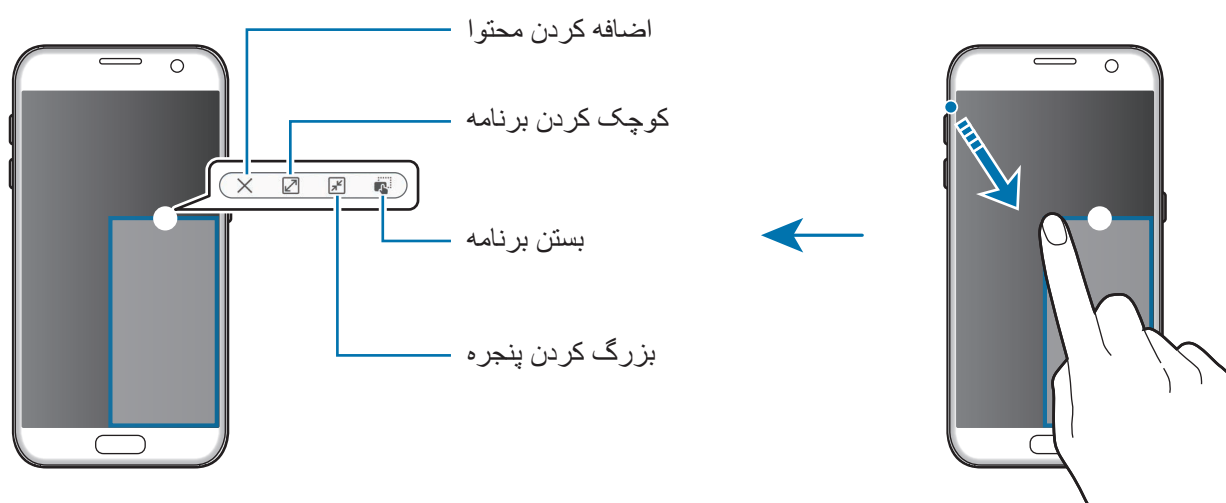 اضافه کردن محتوا
کوچک کردن برنامه
بستن برنامه
بزرگ کردن پنجره